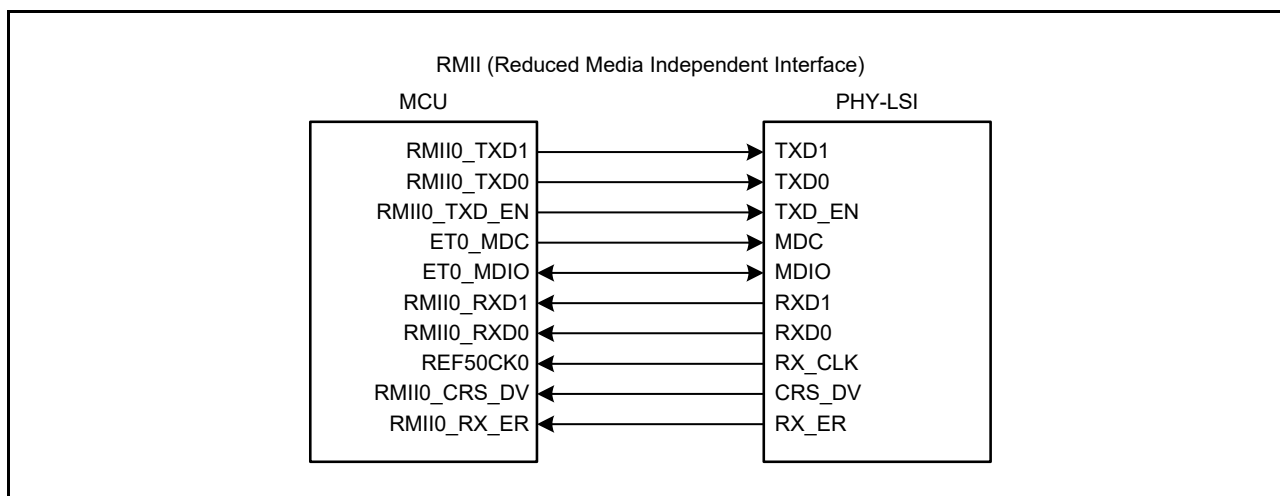 RMII (Reduced Media Independent Interface)
MCU
PHY-LSI
RMII0_TXD1
TXD1
RMII0_TXD0
TXD0
RMII0_TXD_EN
TXD_EN
ET0_MDC
MDC
ET0_MDIO
MDIO
RMII0_RXD1
RXD1
RMII0_RXD0
RXD0
REF50CK0
RX_CLK
RMII0_CRS_DV
CRS_DV
RMII0_RX_ER
RX_ER